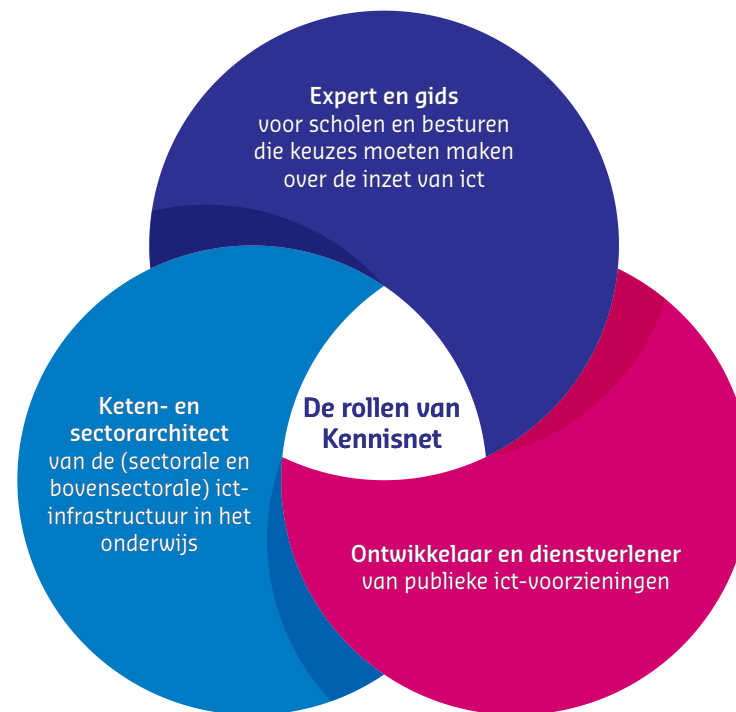 Expert en gids
voor scholen en besturen
die keuzes moeten maken
over de inzet van ict
De rollen van
Kennisnet
Keten- en
sectorarchitect
van de (sectorale en
bovensectorale) ict-
infrastructuur in het
onderwijs
Ontwikkelaar en dienstverlener
van publieke ict-voorzieningen